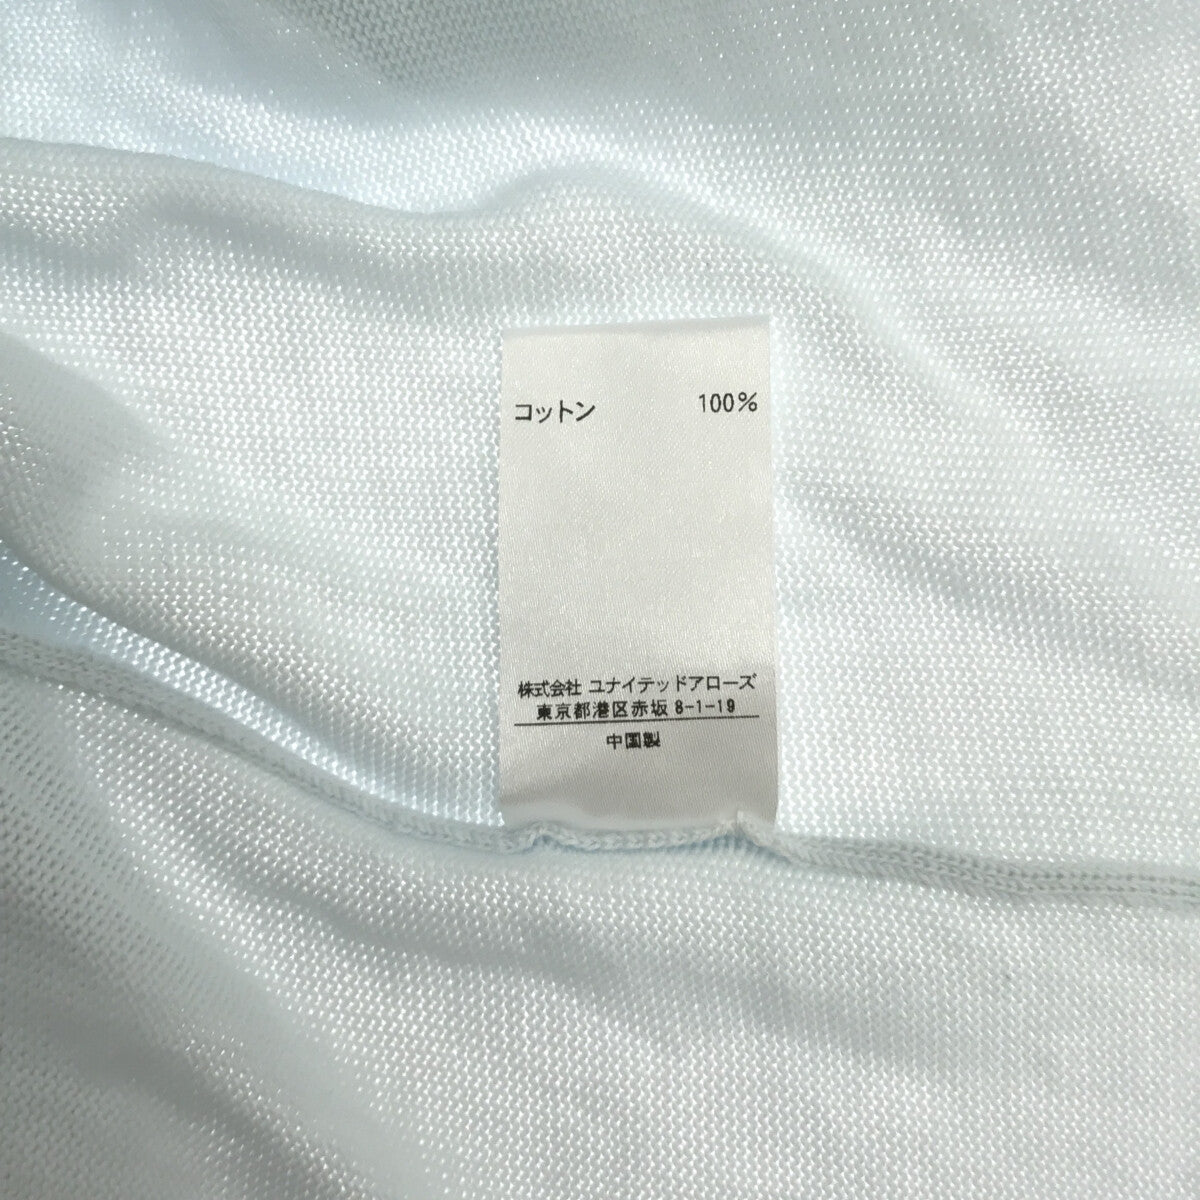 コットン 100%
株式会社 ユナイテッドアローズ
東京都港区赤坂 8-1-19
中国製